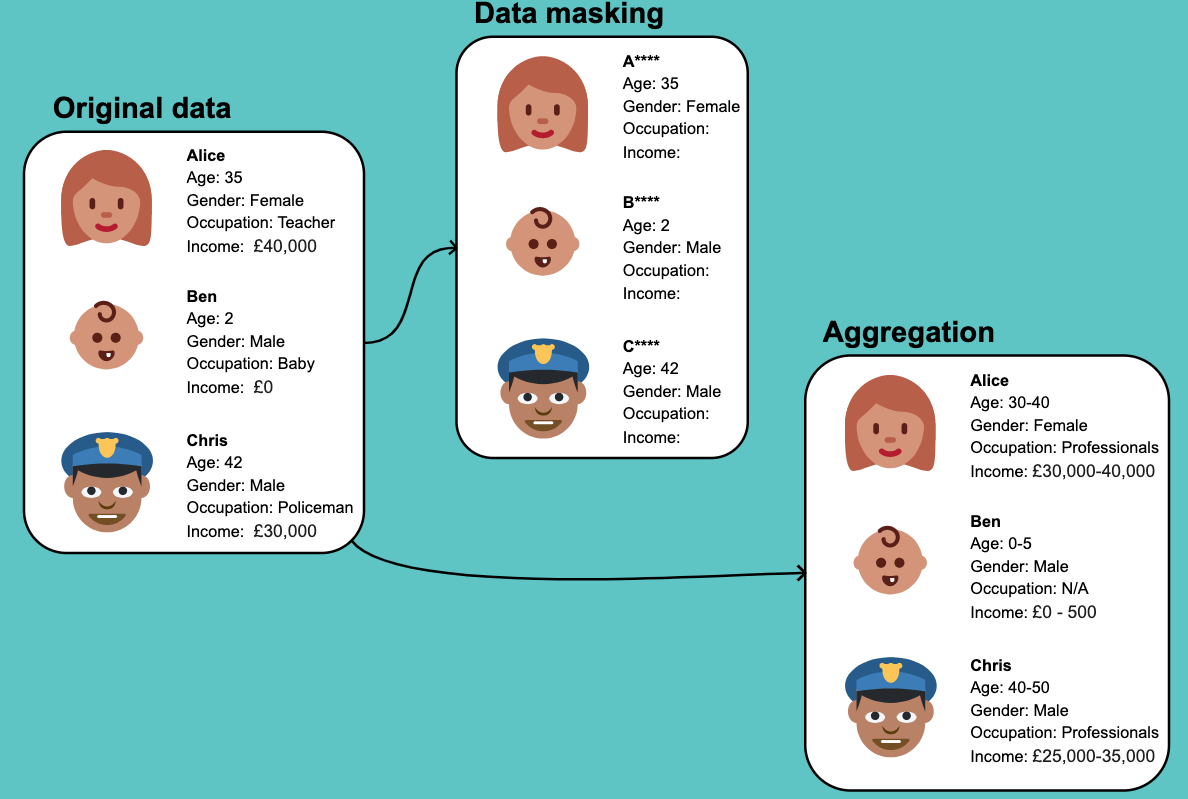 Data masking
A****
Age: 35
Gender: Female
Occupation:
Income:
B****
Age: 2
Gender: Male
Occupation:
Income:
C****
Age: 42
Gender: Male
Occupation:
Income:
Original data
Alice
Age: 35
Gender: Female
Occupation: Teacher
Income: £40,000
Ben
Age: 2
Gender: Male
Occupation: Baby
Income: £0
Chris
Age: 42
Gender: Male
Occupation: Policeman
Income: £30,000
Aggregation
Alice
Age: 30-40
Gender: Female
Occupation: Professionals
Income: £30,000-40,000
Ben
Age: 0-5
Gender: Male
Occupation: N/A
Income: £0 - 500
Chris
Age: 40-50
Gender: Male
Occupation: Professionals
Income: £25,000-35,000